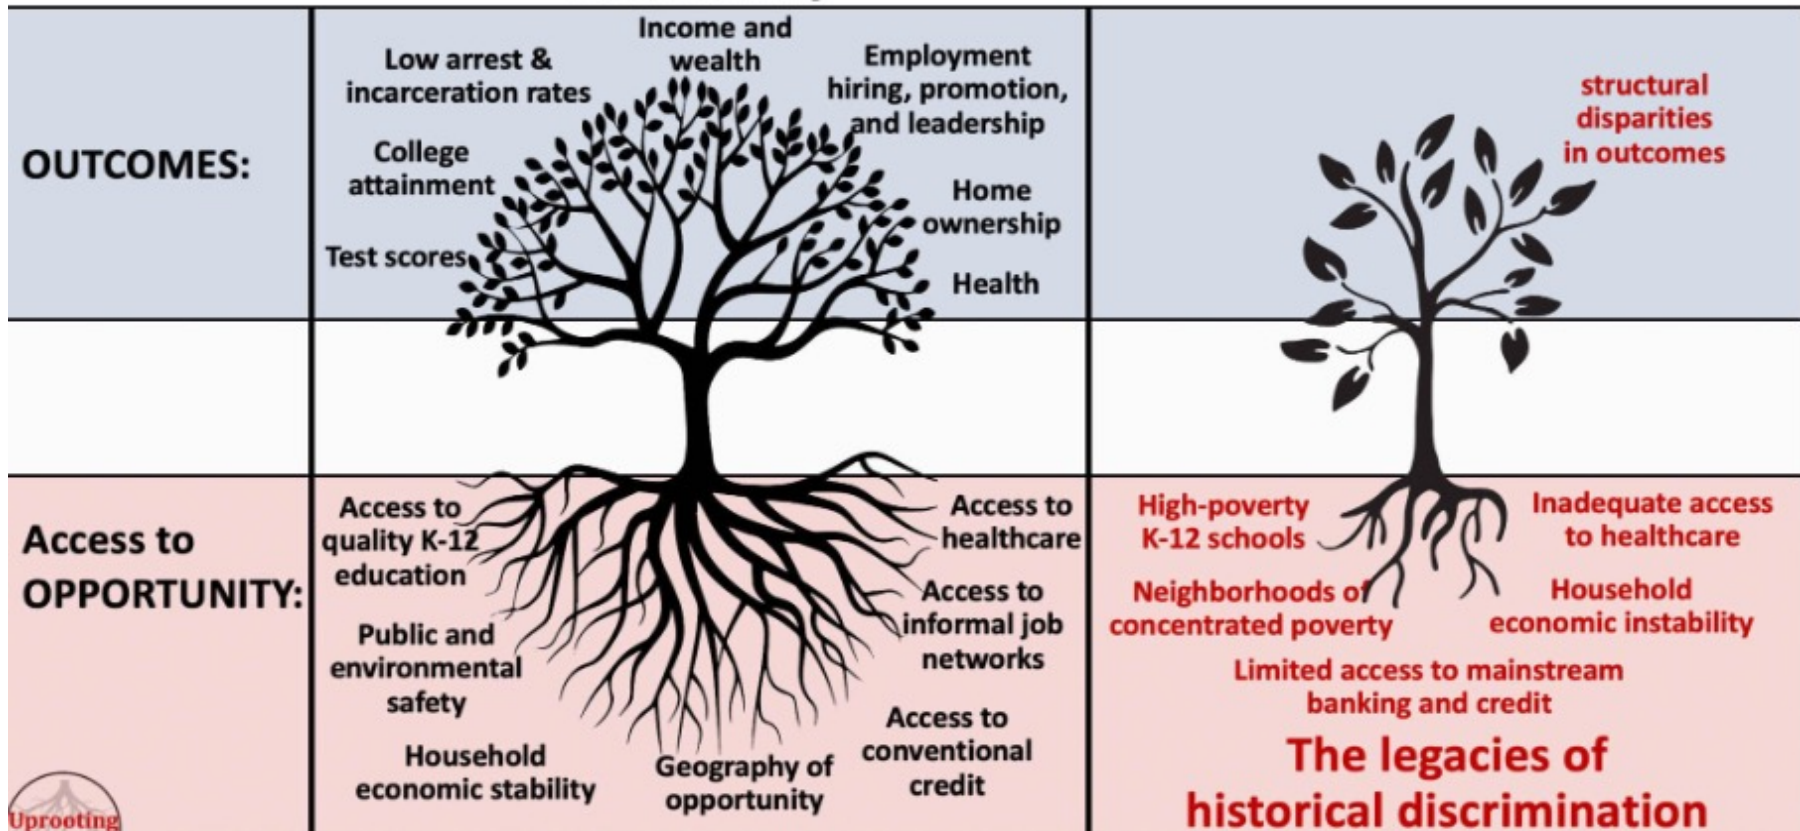 OUTCOMES:
Low arrest &
incarceration rates
Income and
wealth
Employment
hiring, promotion,
and leadership
College
attainment
Home
ownership
Test scores
Health
structural
disparities
in outcomes
Access to
OPPORTUNITY:
Access to
quality K-12
education
Access to
healthcare
Public and
environmental
safety
Access to
informal job
networks
Household
economic stability
Geography of
opportunity
Access to
conventional
credit
High-poverty
K-12 schools
Inadequate access
to healthcare
Neighborhoods of
concentrated poverty
Household
economic instability
Limited access to mainstream
banking and credit
The legacies of
historical discrimination
Uprooting